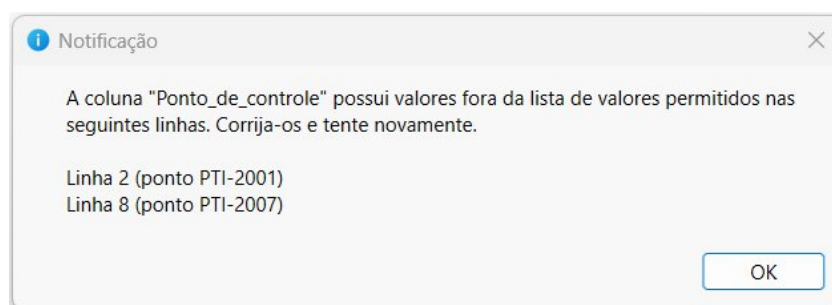 Notificação
A coluna "Ponto_de_controle" possui valores fora da lista de valores permitidos nas
seguintes linhas. Corrija-os e tente novamente.
Linha 2 (ponto PTI-2001)
Linha 8 (ponto PTI-2007)
OK